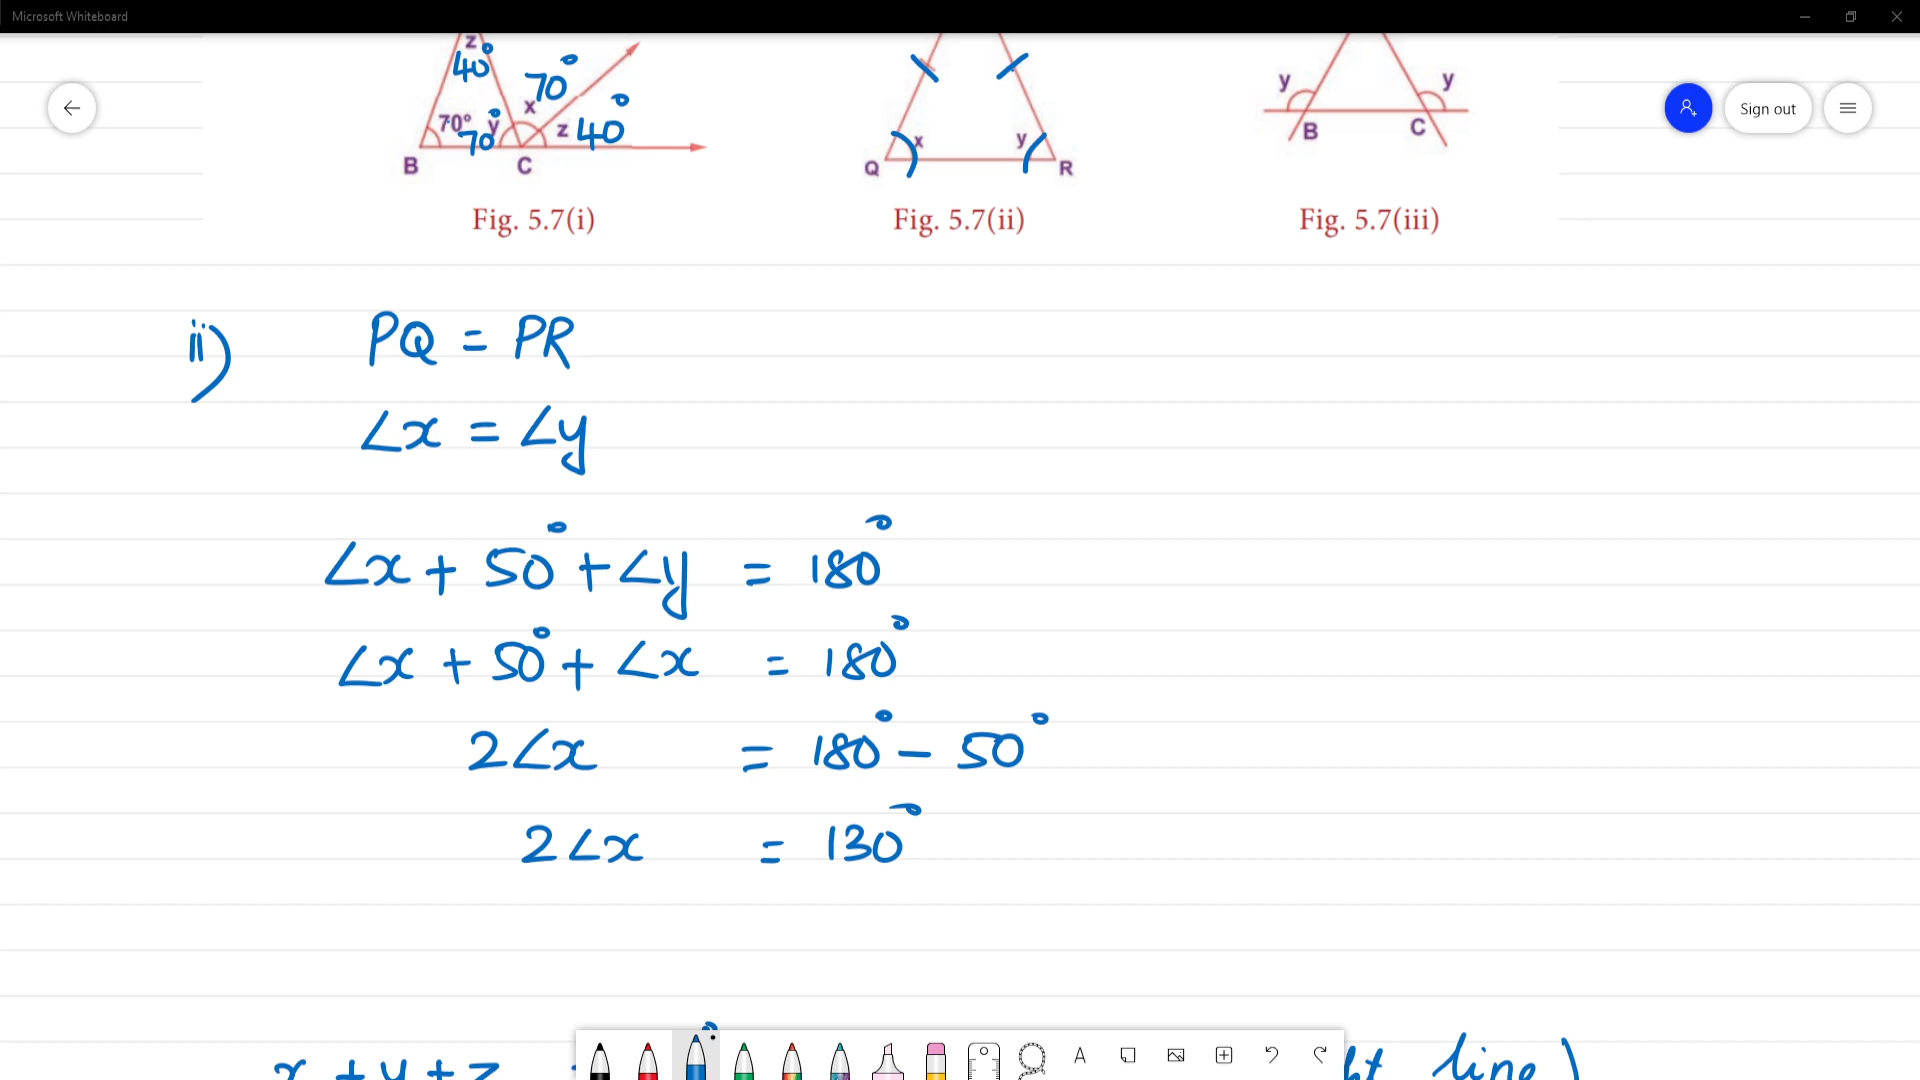 Microsoft Whiteboard
Sign out
z 40°
70° x
70° y 70°
z 40°
B C
x y
Q R
y y
B C
Fig. 5.7(i) Fig. 5.7(ii) Fig. 5.7(iii)
ii) PQ = PR
∠x = ∠y
∠x + 50° + ∠y = 180°
∠x + 50° + ∠x = 180°
2∠x = 180° - 50°
2∠x = 130°
x + y + z
line)
A